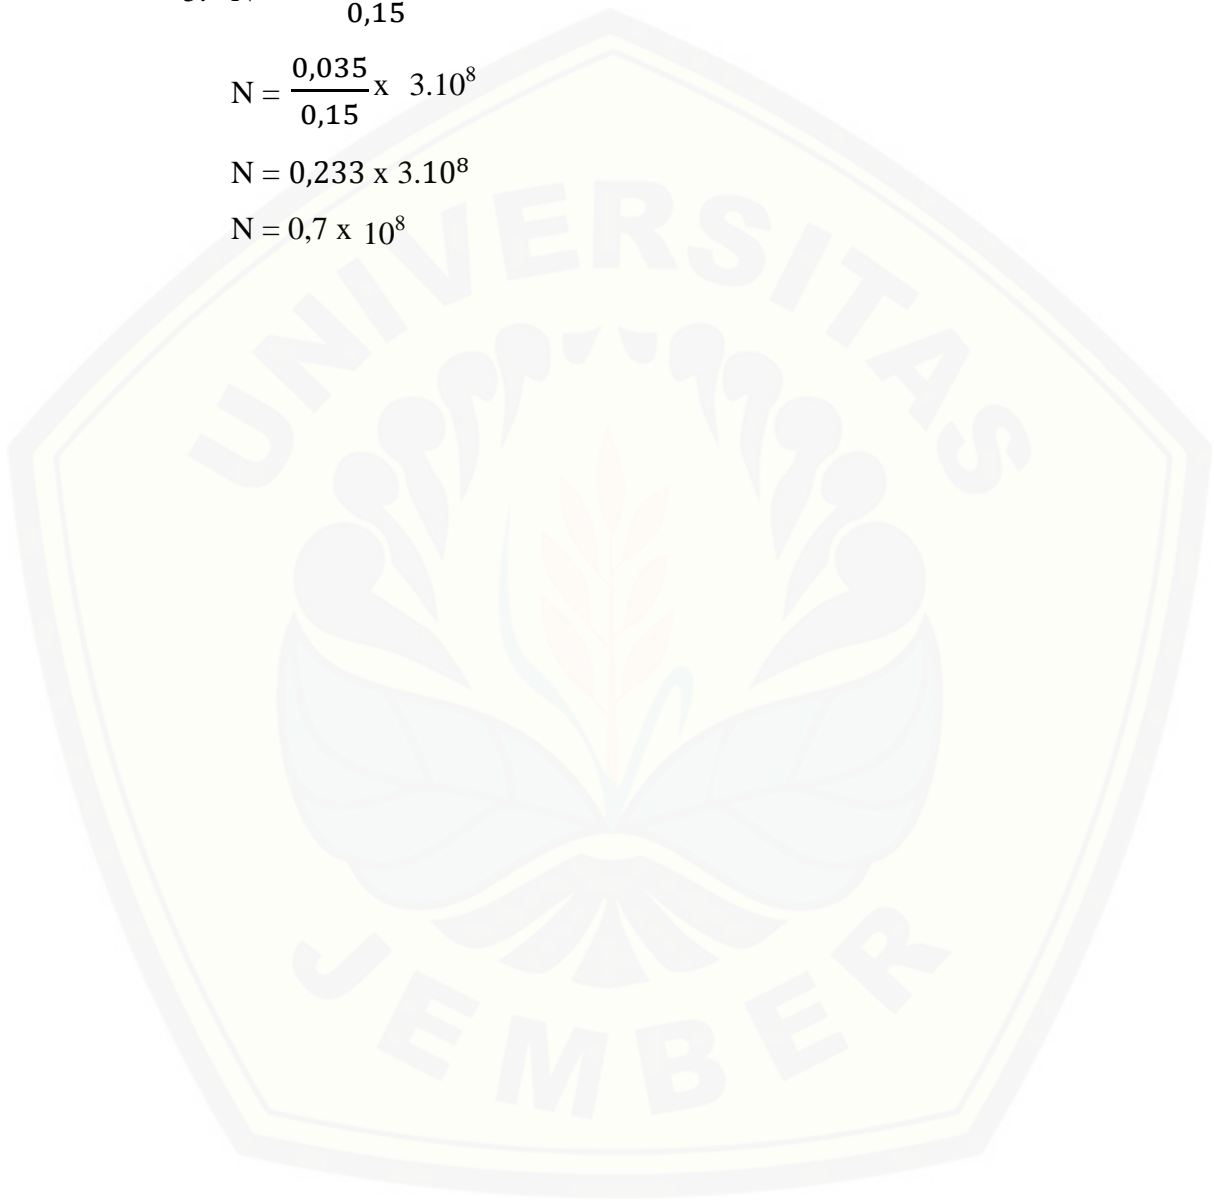 0,15
N = 0,035/0,15 x 3.10⁸
N = 0,233 x 3.10⁸
N = 0,7 x 10⁸
UNIVERSITAS
JEMBER